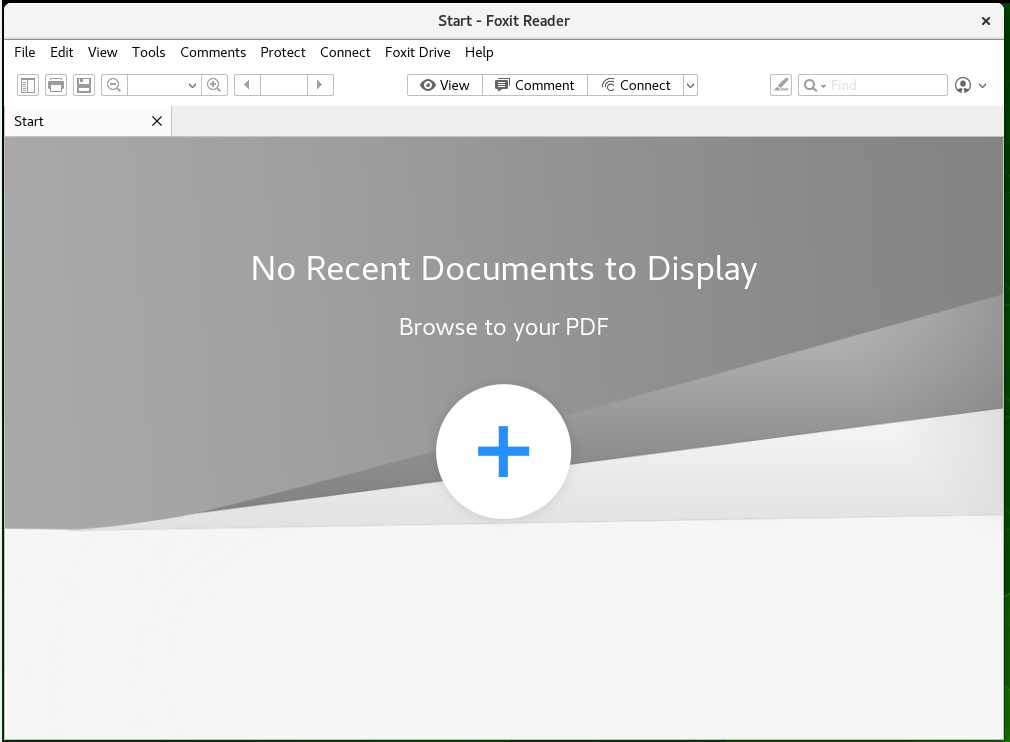 Start - Foxit Reader
File Edit View Tools Comments Protect Connect Foxit Drive Help
View Comment Connect Find
Start
No Recent Documents to Display
Browse to your PDF